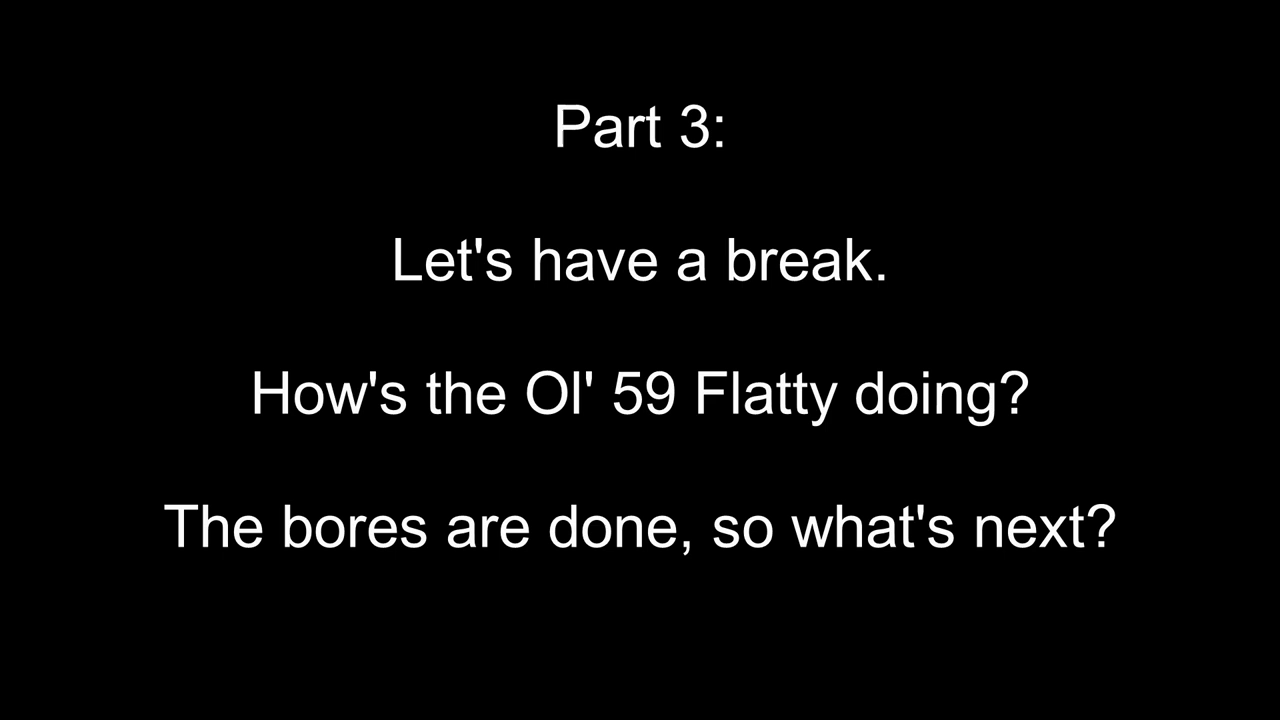 Part 3:
Let's have a break.
How's the Ol' 59 Flatty doing?
The bores are done, so what's next?